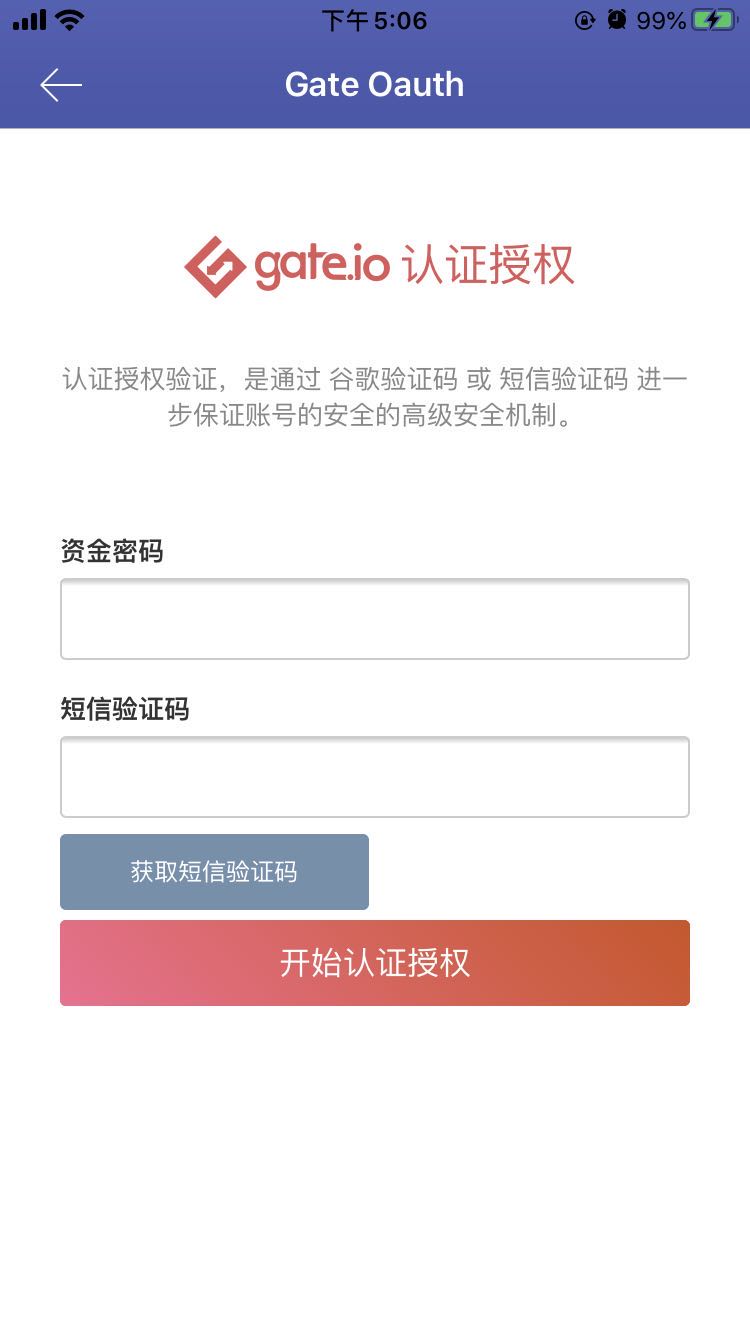 下午5:06
99%
Gate Oauth
gate.io 认证授权
认证授权验证，是通过 谷歌验证码 或 短信验证码 进一
步保证账号的安全的高级安全机制。
资金密码
短信验证码
获取短信验证码
开始认证授权